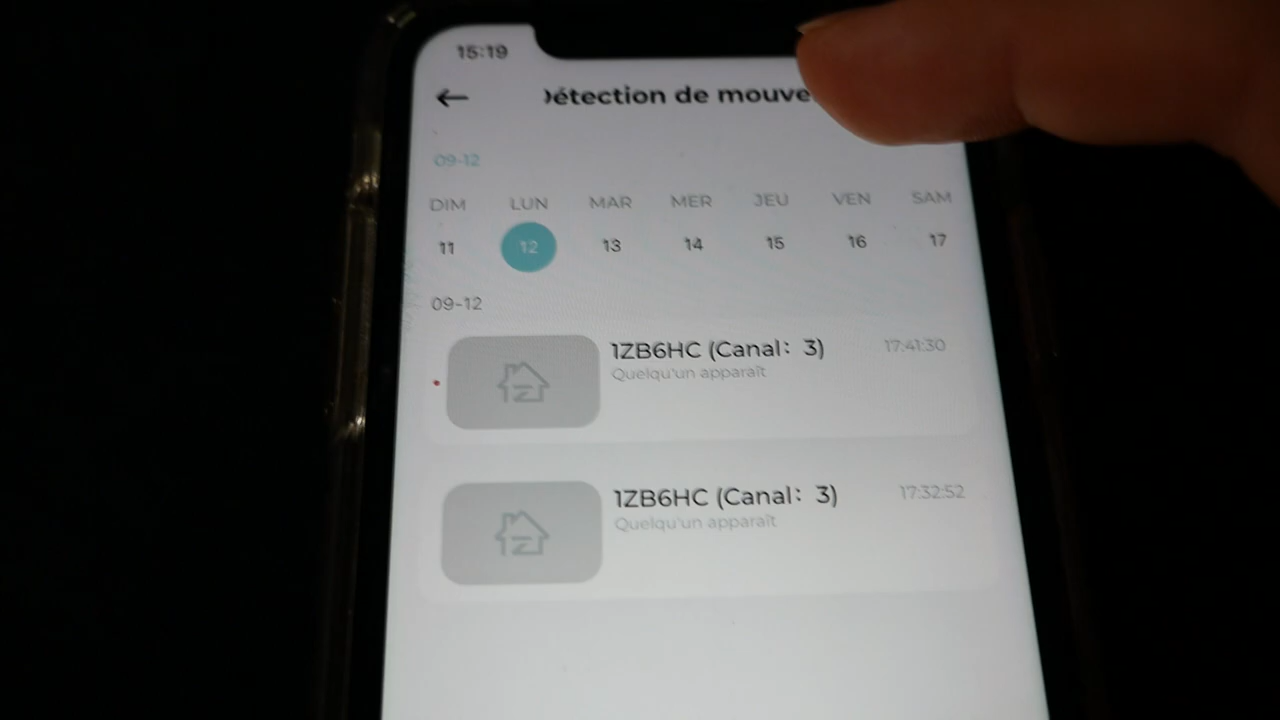 15:19
étection de mouve
09-12
DIM LUN MAR MER JEU VEN SAM
11 12 13 14 15 16 17
09-12
1ZB6HC (Canal: 3) 17:41:30
Quelqu'un apparaît
1ZB6HC (Canal: 3) 17:32:52
Quelqu'un apparaît